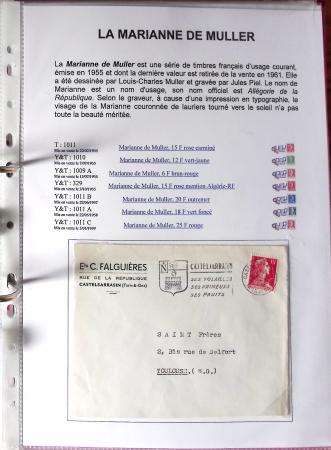 LA MARIANNE DE MULLER
La Marianne de Muller est une série de timbres français d'usage courant,
émise en 1955 et dont la dernière valeur est retirée de la vente en 1961. Elle
a été dessinée par Louis-Charles Muller et gravée par Jules Piel. Le nom de
Marianne est un nom d'usage, son nom officiel est Allégorie de la
République. Selon le graveur, à cause d'une impression en typographie, le
visage de la Marianne couronnée de lauriers tourné vers le soleil n'a pas
toute la beauté méritée.
T : 1011
Marianne de Muller, 15 F rose carminé
Y&T : 1010
Marianne de Muller, 12 F vert-jaune
Y&T : 1009 A
Marianne de Muller, 6 F brun-rouge
Y&T : 329
Marianne de Muller, 15 F rose mention Algérie-RF
Y&T : 1011 B
Marianne de Muller, 20 F outremer
Y&T : 1011 A
Marianne de Muller, 18 F vert foncé
Y&T : 1011 C
Marianne de Muller, 25 F rouge
Ets C. FALGUIÈRES
RUE DE LA RÉPUBLIQUE
CASTELSARRASIN (Tarn-&-Gar.)
CASTELSARRASIN
SES VOLAILLES
SES PRIMEURS
SES FRUITS
SAINT Frères
2, Bis rue de Belfort